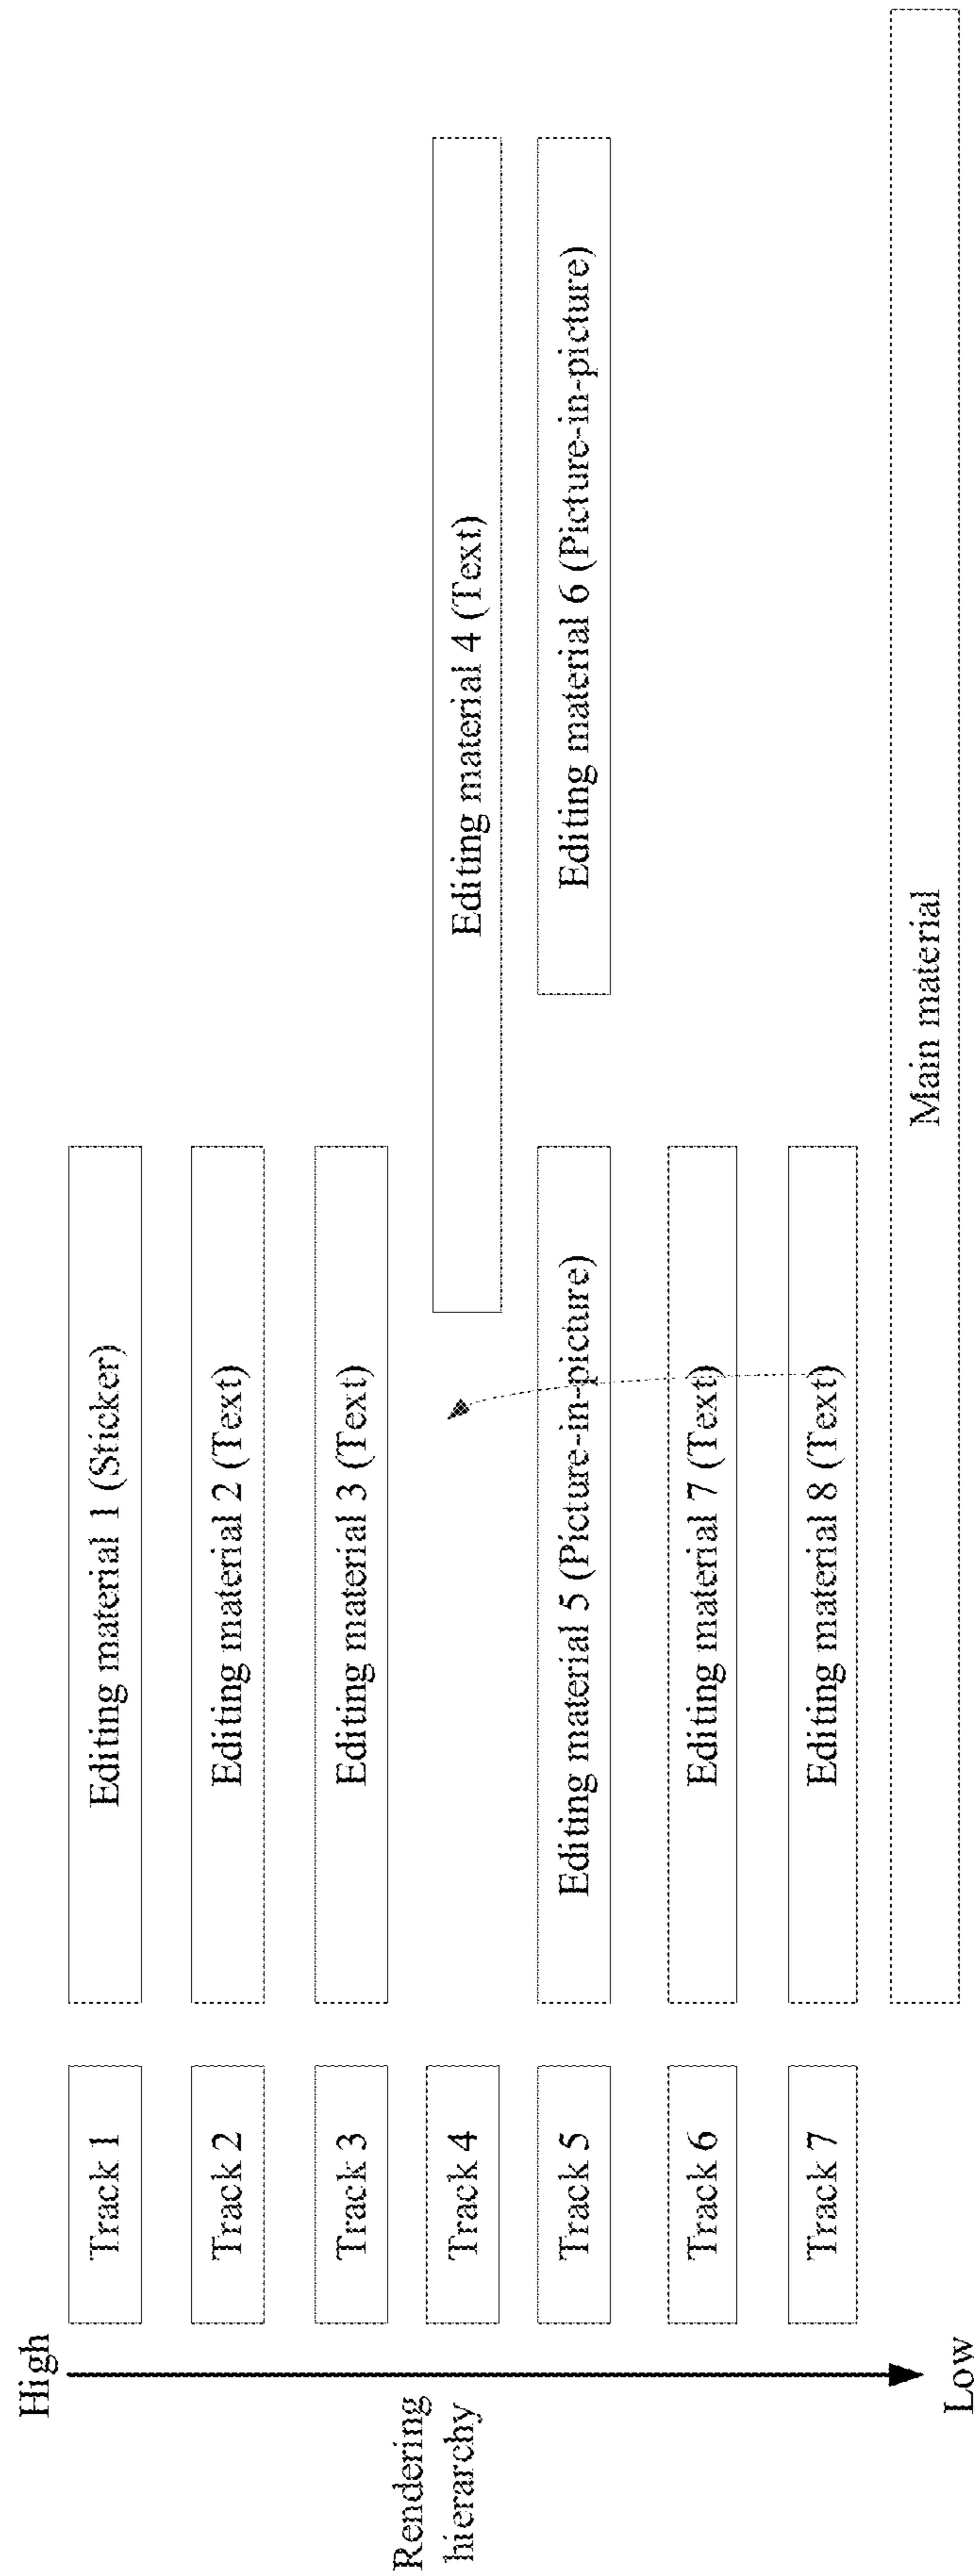 High
Rendering
hierarchy
Low
Track 1
Editing material 1 (Sticker)
Track 2
Editing material 2 (Text)
Track 3
Editing material 3 (Text)
Track 4
Editing material 4 (Text)
Track 5
Editing material 5 (Picture-in-picture)
Editing material 6 (Picture-in-picture)
Track 6
Editing material 7 (Text)
Track 7
Editing material 8 (Text)
Main material